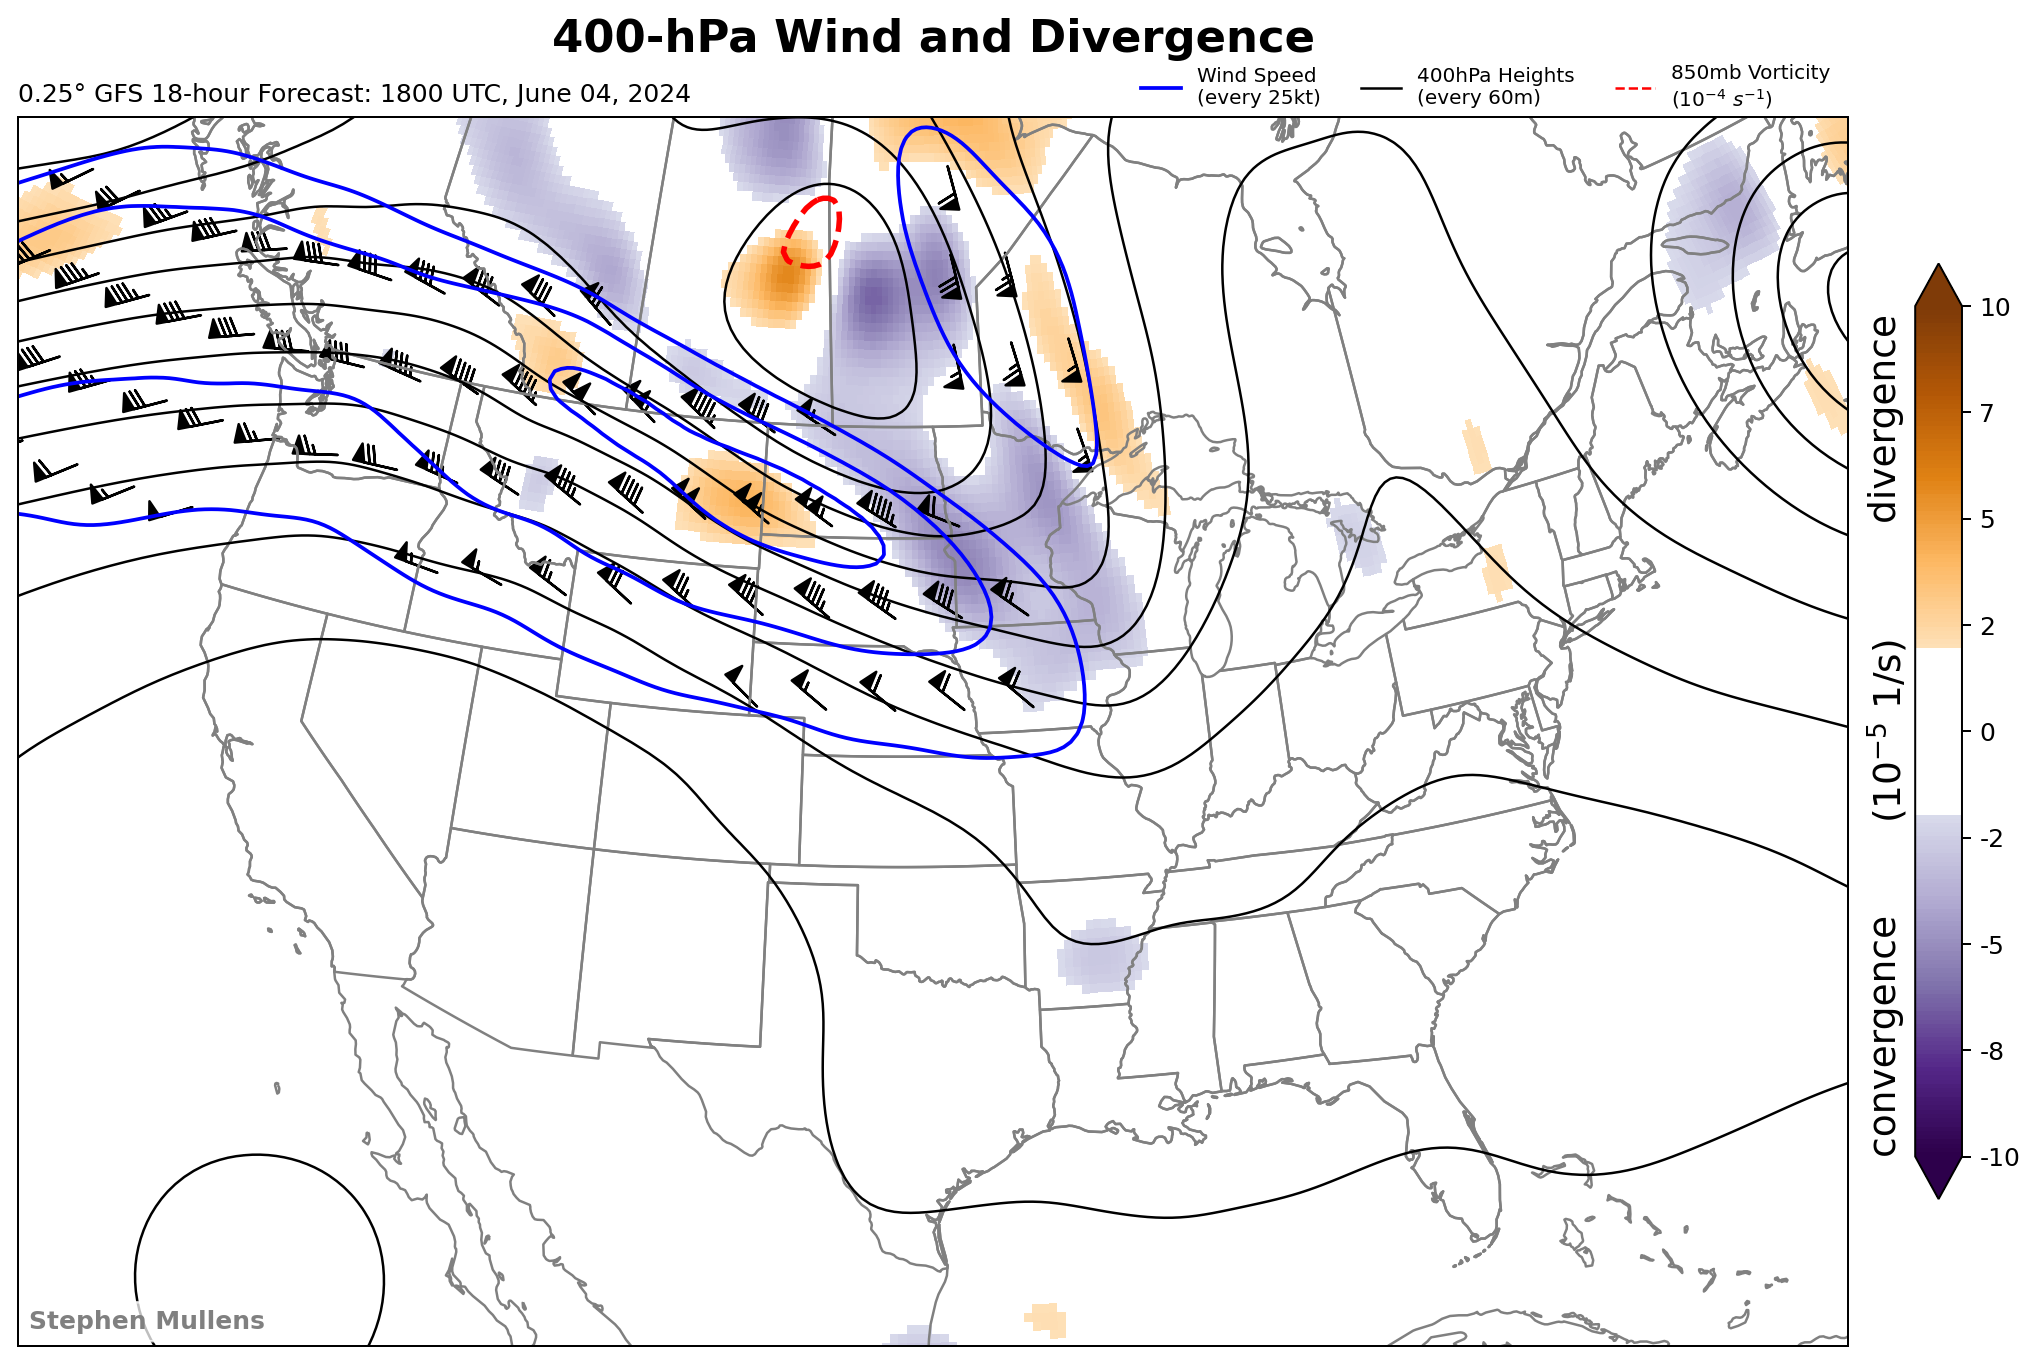 400-hPa Wind and Divergence
0.25° GFS 18-hour Forecast: 1800 UTC, June 04, 2024
Wind Speed
(every 25kt)
400hPa Heights
(every 60m)
850mb Vorticity
(10⁻⁴ s⁻¹)
10
7
5
2
0
-2
-5
-8
-10
convergence (10⁻⁵ 1/s) divergence
Stephen Mullens